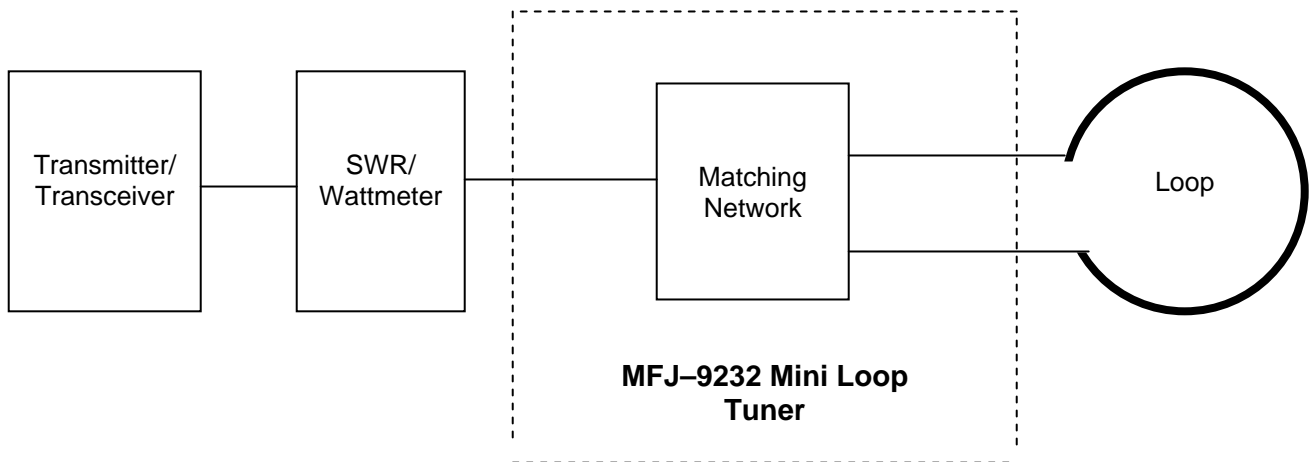 Transmitter/
Transceiver
SWR/
Wattmeter
Matching
Network
Loop
MFJ–9232 Mini Loop
Tuner